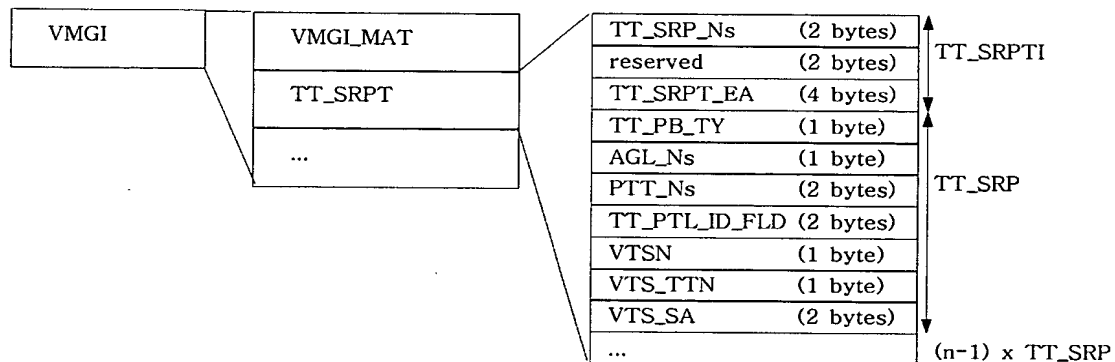 VMGI
VMGI_MAT
TT_SRPT
...
TT_SRP_Ns (2 bytes)
reserved (2 bytes)
TT_SRPT_EA (4 bytes)
TT_PB_TY (1 byte)
AGL_Ns (1 byte)
PTT_Ns (2 bytes)
TT_PTL_ID_FLD (2 bytes)
VTSN (1 byte)
VTS_TTN (1 byte)
VTS_SA (2 bytes)
...
TT_SRPTI
TT_SRP
(n-1) x TT_SRP